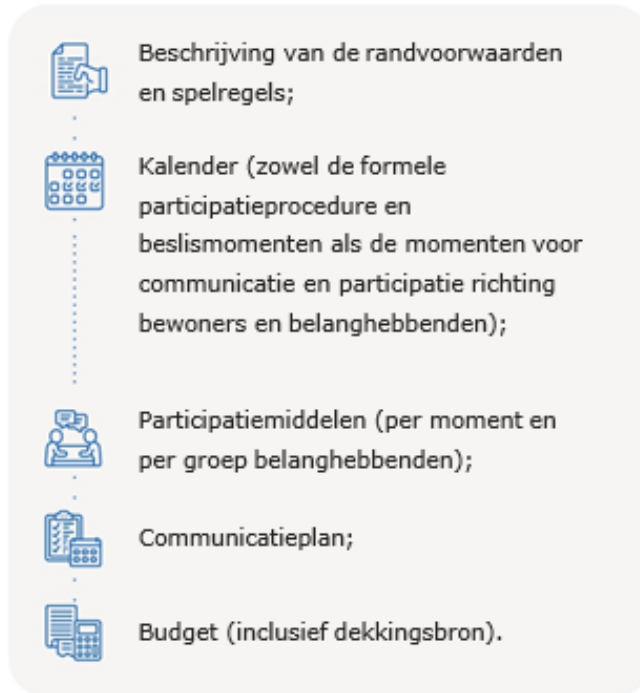 Beschrijving van de randvoorwaarden
en spelregels;
Kalender (zowel de formele
participatieprocedure en
beslismomenten als de momenten voor
communicatie en participatie richting
bewoners en belanghebbenden);
Participatiemiddelen (per moment en
per groep belanghebbenden);
Communicatieplan;
Budget (inclusief dekkingsbron).